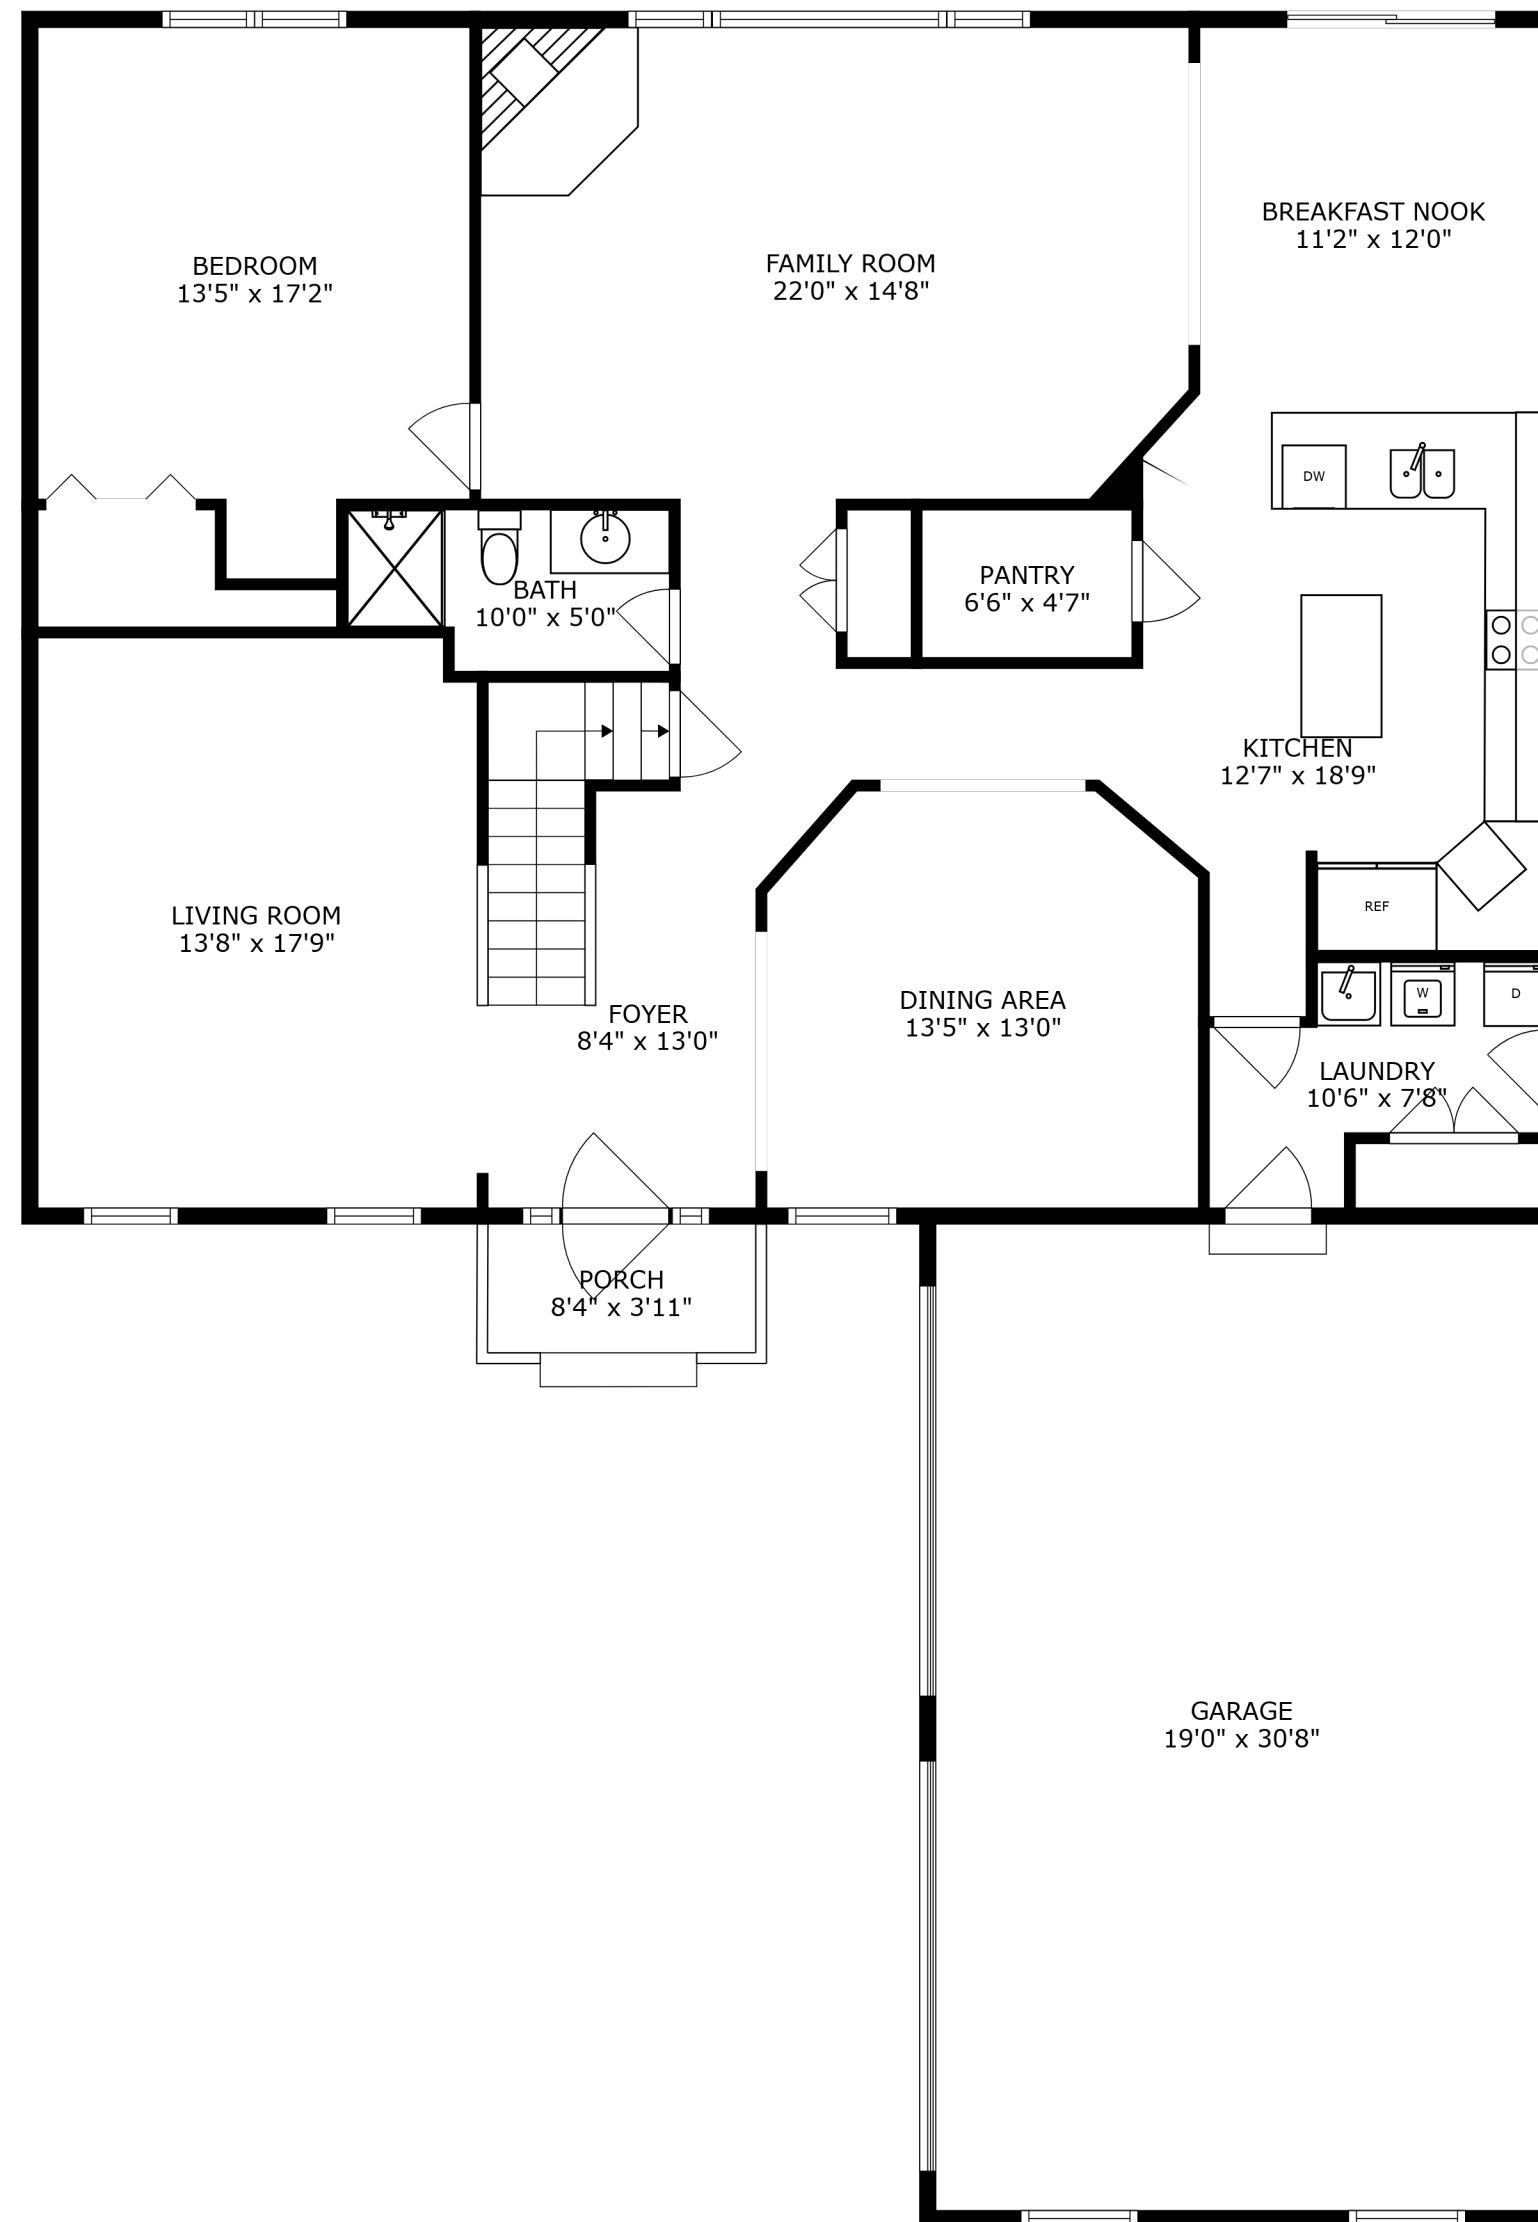 BREAKFAST NOOK
11'2" x 12'0"
FAMILY ROOM
22'0" x 14'8"
BEDROOM
13'5" x 17'2"
DW
PANTRY
6'6" x 4'7"
BATH
10'0" x 5'0"
KITCHEN
12'7" x 18'9"
REF
LIVING ROOM
13'8" x 17'9"
DINING AREA
13'5" x 13'0"
FOYER
8'4" x 13'0"
W
D
LAUNDRY
10'6" x 7'8"
PORCH
8'4" x 3'11"
GARAGE
19'0" x 30'8"